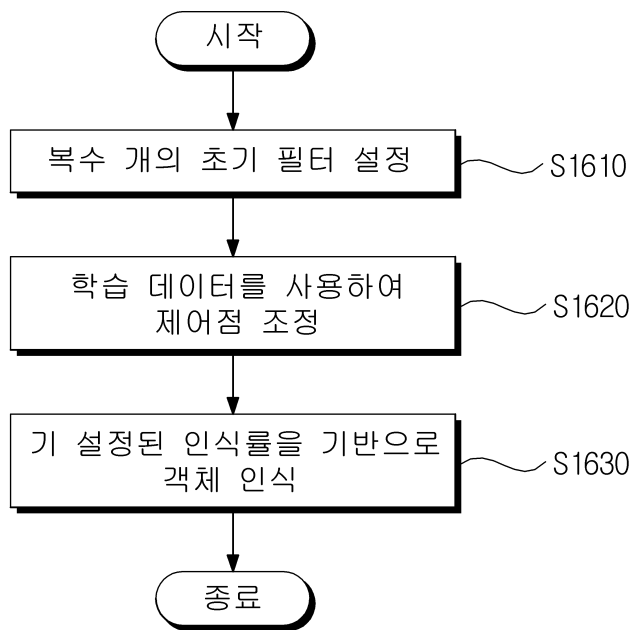 시작
복수 개의 초기 필터 설정
S1610
학습 데이터를 사용하여
제어점 조정
S1620
기 설정된 인식률을 기반으로
객체 인식
S1630
종료